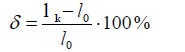 δ = (l_k − l_0) / l_0 · 100 %